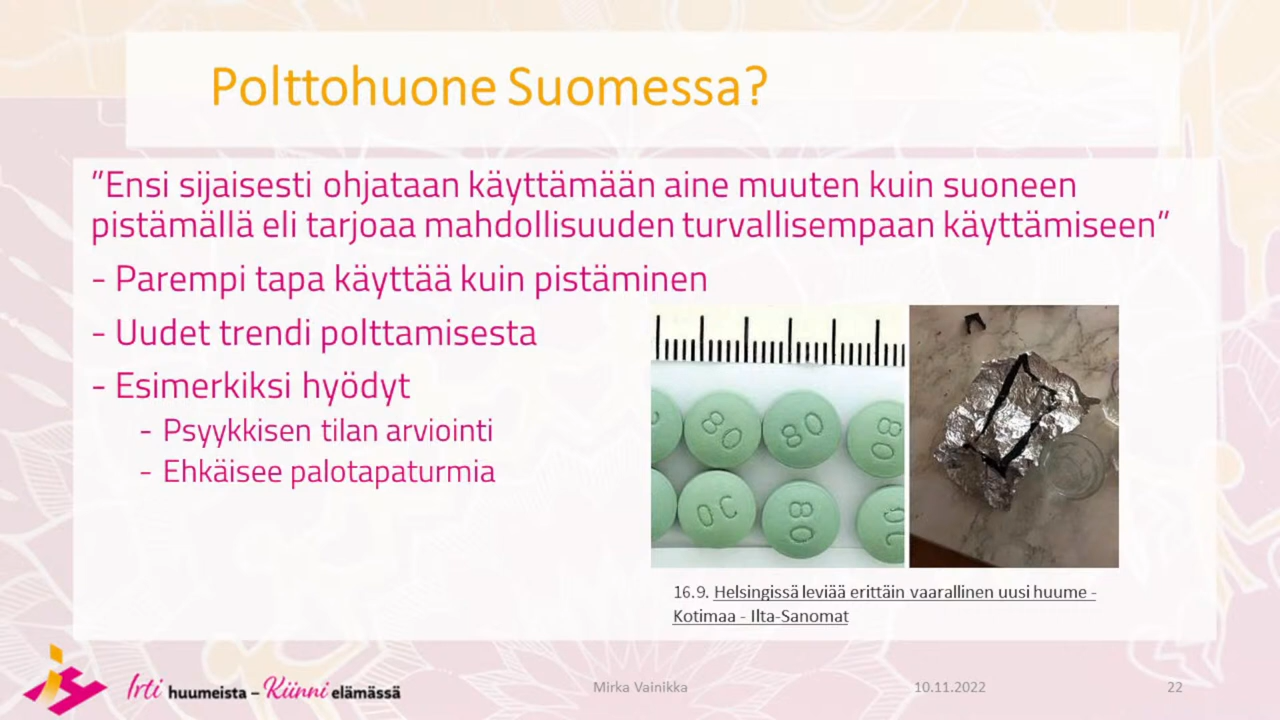 Polttohuone Suomessa?
”Ensi sijaisesti ohjataan käyttämään aine muuten kuin suoneen
pistämällä eli tarjoaa mahdollisuuden turvallisempaan käyttämiseen”
- Parempi tapa käyttää kuin pistäminen
- Uudet trendi polttamisesta
- Esimerkiksi hyödyt
- Psyykkisen tilan arviointi
- Ehkäisee palotapaturmia
80 80 80
OC 80 OC
16.9. Helsingissä leviää erittäin vaarallinen uusi huume -
Kotimaa - Ilta-Sanomat
Irti huumeista – Kiinni elämässä
Mirka Vainikka
10.11.2022
22